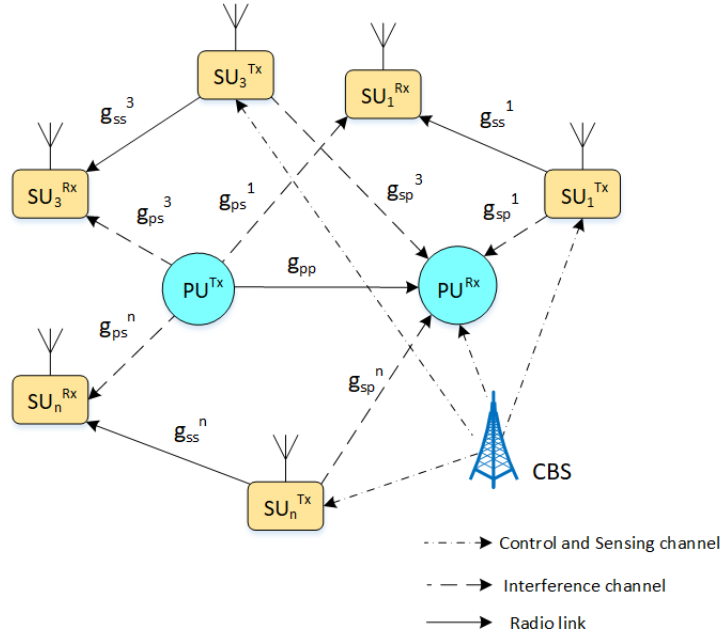 SU₃ᵀˣ
SU₁ᴿˣ
gss³
gss¹
SU₃ᴿˣ
SU₁ᵀˣ
gps³
gps¹
gsp³
gsp¹
PUᵀˣ
gpp
PUᴿˣ
gpsⁿ
gspⁿ
SUₙᴿˣ
gssⁿ
CBS
SUₙᵀˣ
Control and Sensing channel
Interference channel
Radio link